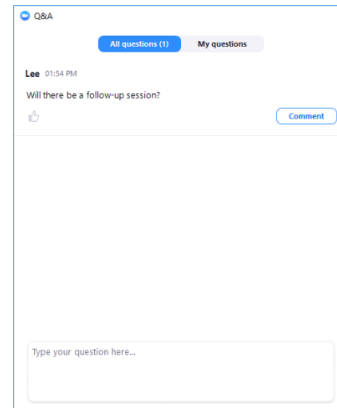 Q&A
All questions (1) My questions
Lee 01:54 PM
Will there be a follow-up session?
Comment
Type your question here...